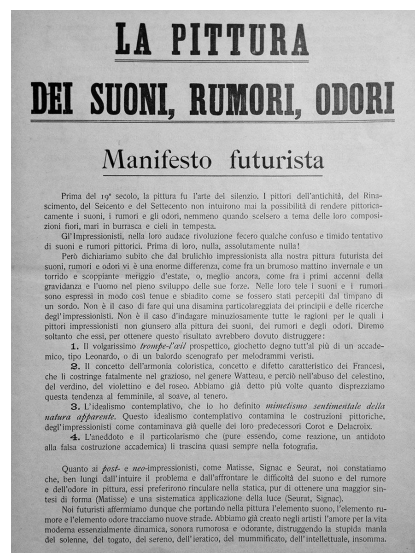 LA PITTURA
DEI SUONI, RUMORI, ODORI
Manifesto futurista
Prima del 19º secolo, la pittura fu l'arte del silenzio. I pittori dell'antichità, del Rina-
scimento, del Seicento e del Settecento non intuirono mai la possibilità di rendere pittorica-
camente i suoni, i rumori e gli odori, nemmeno quando scelsero a tema delle loro composi-
zioni fiori, mari in burrasca e cieli in tempesta.
Gl'Impressionisti, nella loro audace rivoluzione fecero qualche confuso e timido tentativo
di suoni e rumori pittorici. Prima di loro, nulla, assolutamente nulla!
Però dichiariamo subito che dal brulichio impressionista alla nostra pittura futurista dei
suoni, rumori e odori vi è una enorme differenza, come fra un brumoso mattino invernale e un
torrido e scoppiante meriggio d'estate, o, meglio ancora, come fra i primi accenni della
gravidanza e l'uomo nel pieno sviluppo delle sue forze. Nelle loro tele i suoni e i rumori
sono espressi in modo così tenue e sbiadito come se fossero stati percepiti dal timpano di
un sordo. Non è il caso di fare qui una disamina particolareggiata dei principi e delle ricerche
degl'impressionisti. Non è il caso d'indagare minuziosamente tutte le ragioni per le quali i
pittori impressionisti non giunsero alla pittura dei suoni, dei rumori e degli odori. Diremo
soltanto che essi, per ottenere questo risultato avrebbero dovuto distruggere:
1. Il volgarissimo trompe-l'œil prospettico, giochetto degno tutt'al più di un accade-
mico, tipo Leonardo, o di un balordo scenografo per melodrammi veristi.
2. Il concetto dell'armonia coloristica, concetto e difetto caratteristico dei Francesi,
che li costringe fatalmente nel grazioso, nel genere Watteau, e perciò nell'abuso del celestino,
del verdino, del violettino e del roseo. Abbiamo già detto più volte quanto disprezziamo
questa tendenza al femminile, al soave, al tenero.
3. L'idealismo contemplativo, che io ho definito mimetismo sentimentale della
natura apparente. Questo idealismo contemplativo contamina le costruzioni pittoriche,
degl'impressionisti come contaminava già quelle dei loro predecessori Corot e Delacroix.
4. L'aneddoto e il particolarismo che (pure essendo, come reazione, un antidoto
alla falsa costruzione accademica) li trascina quasi sempre nella fotografia.
Quanto ai post- e neo-impressionisti, come Matisse, Signac e Seurat, noi constatiamo
che, ben lungi dall'intuire il problema e dall'affrontare le difficoltà del suono e del rumore
e dell'odore in pittura, essi preferirono rinculare nella statica, pur di ottenere una maggior sin-
tesi di forma (Matisse) e una sistematica applicazione della luce (Seurat, Signac).
Noi futuristi affermiamo dunque che portando nella pittura l'elemento suono, l'elemento ru-
more e l'elemento odore tracciamo nuove strade. Abbiamo già creato negli artisti l'amore per la vita
moderna essenzialmente dinamica, sonora rumorosa e odorante, distruggendo la stupida mania
del solenne, del togato, del sereno, dell'ieratico, del mummificato, dell'intellettuale, insomma.